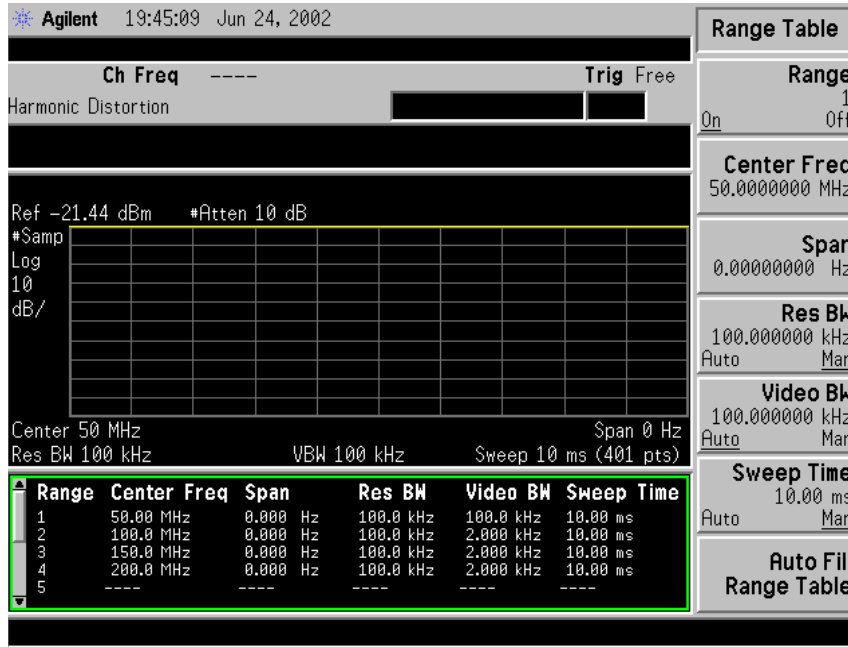 Agilent 19:45:09 Jun 24, 2002
Ch Freq ---- Trig Free
Harmonic Distortion
Ref -21.44 dBm #Atten 10 dB
#Samp
Log
10
dB/
Center 50 MHz Span 0 Hz
Res BW 100 kHz VBW 100 kHz Sweep 10 ms (401 pts)
Range Center Freq Span Res BW Video BW Sweep Time
1 50.00 MHz 0.000 Hz 100.0 kHz 100.0 kHz 10.00 ms
2 100.0 MHz 0.000 Hz 100.0 kHz 2.000 kHz 10.00 ms
3 150.0 MHz 0.000 Hz 100.0 kHz 2.000 kHz 10.00 ms
4 200.0 MHz 0.000 Hz 100.0 kHz 2.000 kHz 10.00 ms
5 ---- ---- ---- ---- ----
Range Table
Range
1
On Off
Center Freq
50.0000000 MHz
Span
0.00000000 Hz
Res BW
100.000000 kHz
Auto Man
Video BW
100.000000 kHz
Auto Man
Sweep Time
10.00 ms
Auto Man
Auto Fil
Range Table